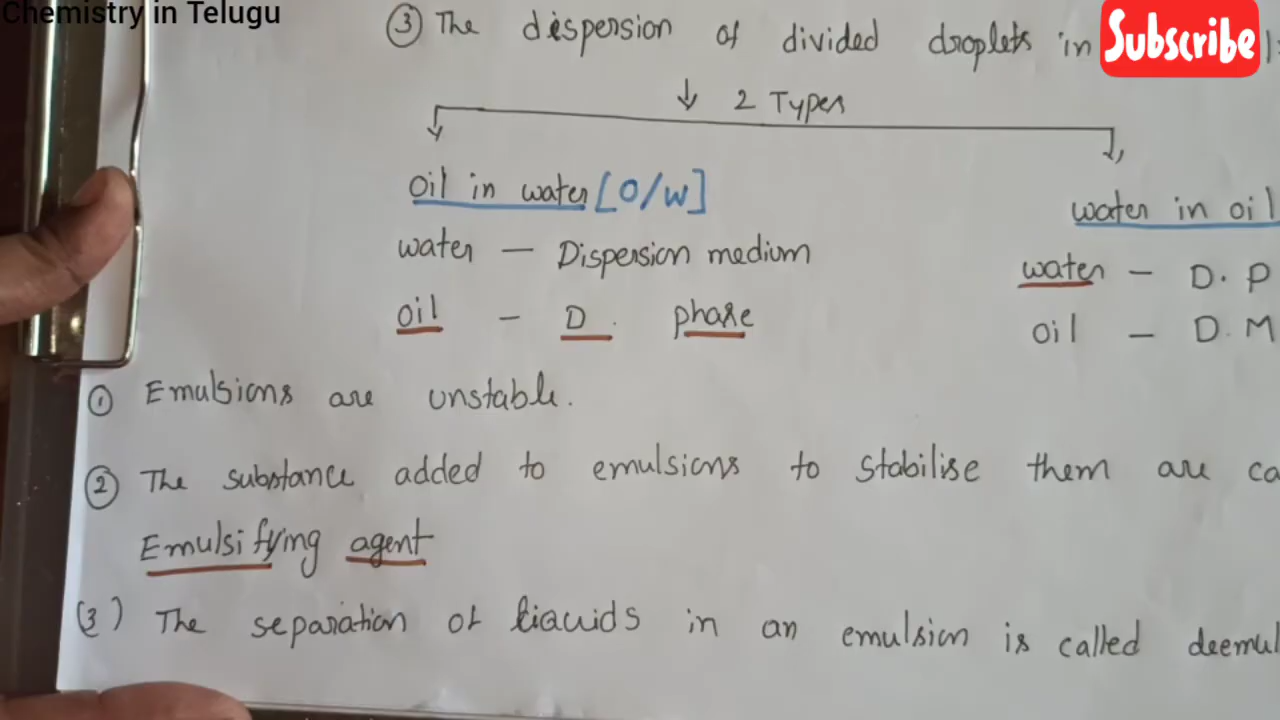 Chemistry in Telugu
③ The dispersion of divided droplets in
Subscribe
↓ 2 Types
Oil in water [O/W]
water in oil
water — Dispersion medium
water – D. P
oil – D. phase
oil – D. M
① Emulsions are unstable.
② The substance added to emulsions to stabilise them are ca
Emulsifying agent
(3) The separation of liquids in an emulsion is called deemul